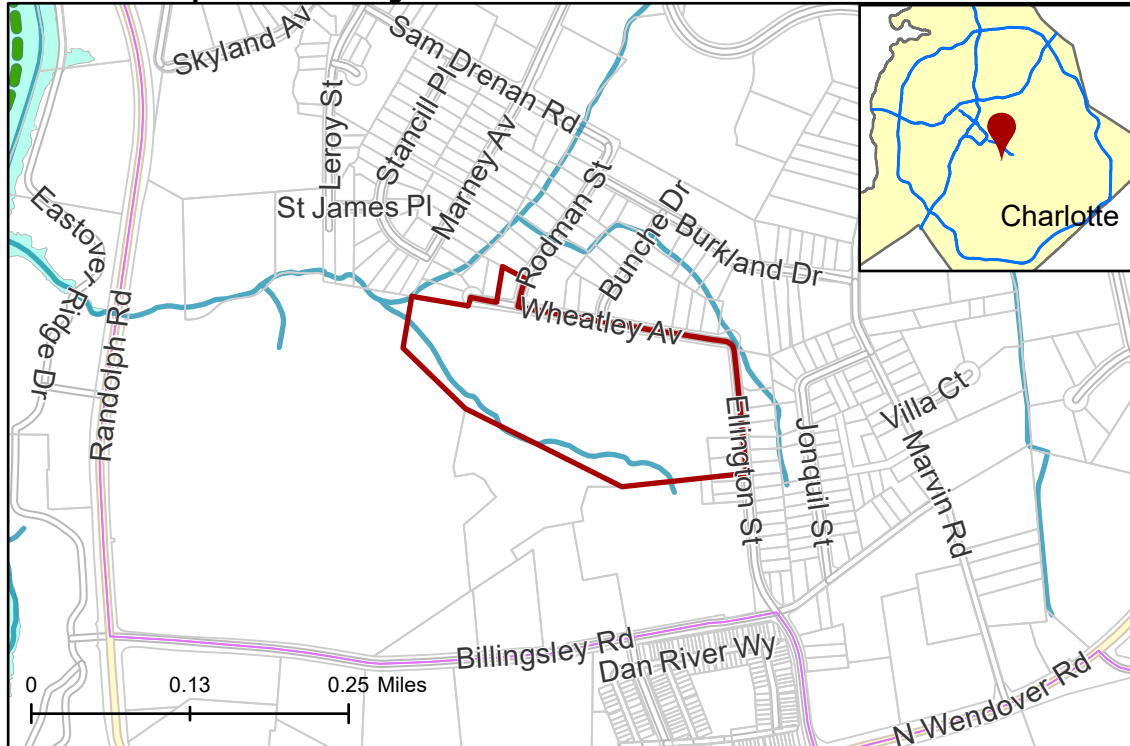 Skyland Av
Sam Drenan Rd
Leroy St
Stancill Pl
Marney Av
St James Pl
Rodman St
Bunche Dr
Burkland Dr
Charlotte
Eastover Ridge Dr
Randolph Rd
Wheatley Av
Ellington St
Jonquil St
Villa Ct
Marvin Rd
Billingsley Rd
Dan River Wy
N Wendover Rd
0 0.13 0.25 Miles